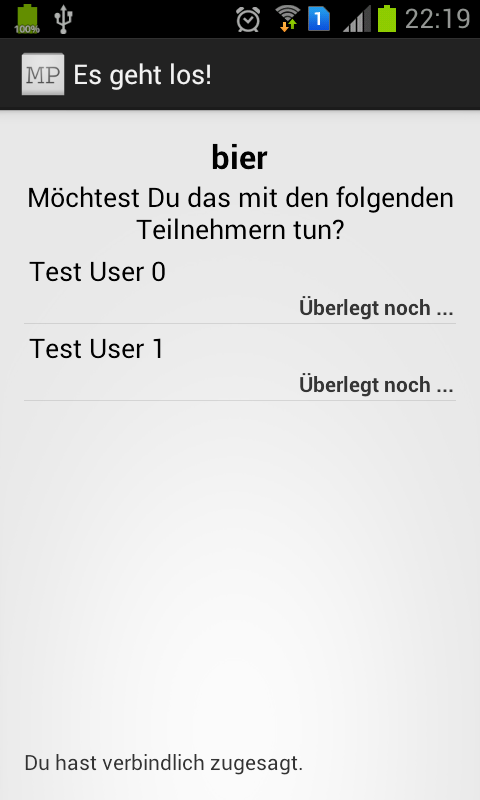 100%
1
22:19
MP
Es geht los!
bier
Möchtest Du das mit den folgenden
Teilnehmern tun?
Test User 0
Überlegt noch ...
Test User 1
Überlegt noch ...
Du hast verbindlich zugesagt.